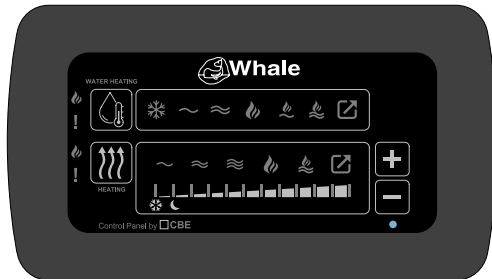 Whale
WATER HEATING
!
!
HEATING
+
−
Control Panel by CBE